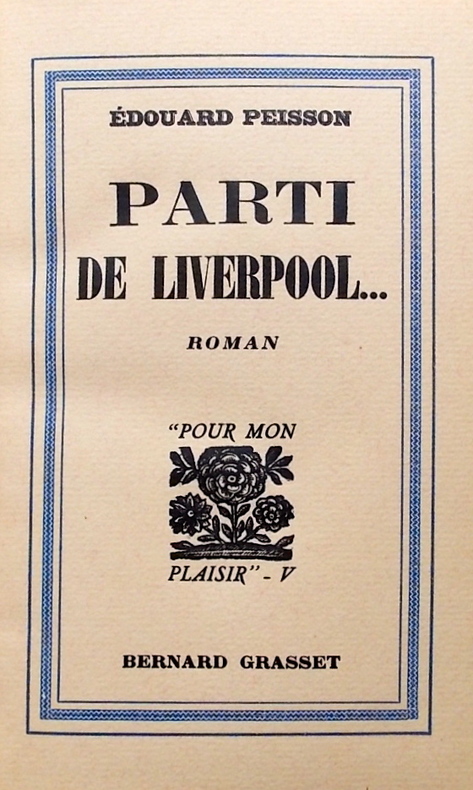 ÉDOUARD PEISSON
PARTI
DE LIVERPOOL...
ROMAN
"POUR MON
PLAISIR" - V
BERNARD GRASSET